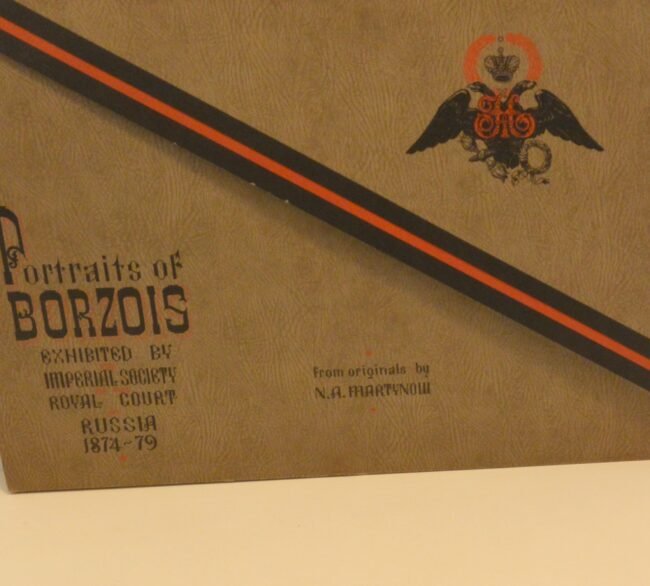 Portraits of
BORZOIS
EXHIBITED BY
IMPERIAL SOCIETY
ROYAL COURT
RUSSIA
1874-79
from originals by
N.A. MARTYNOW